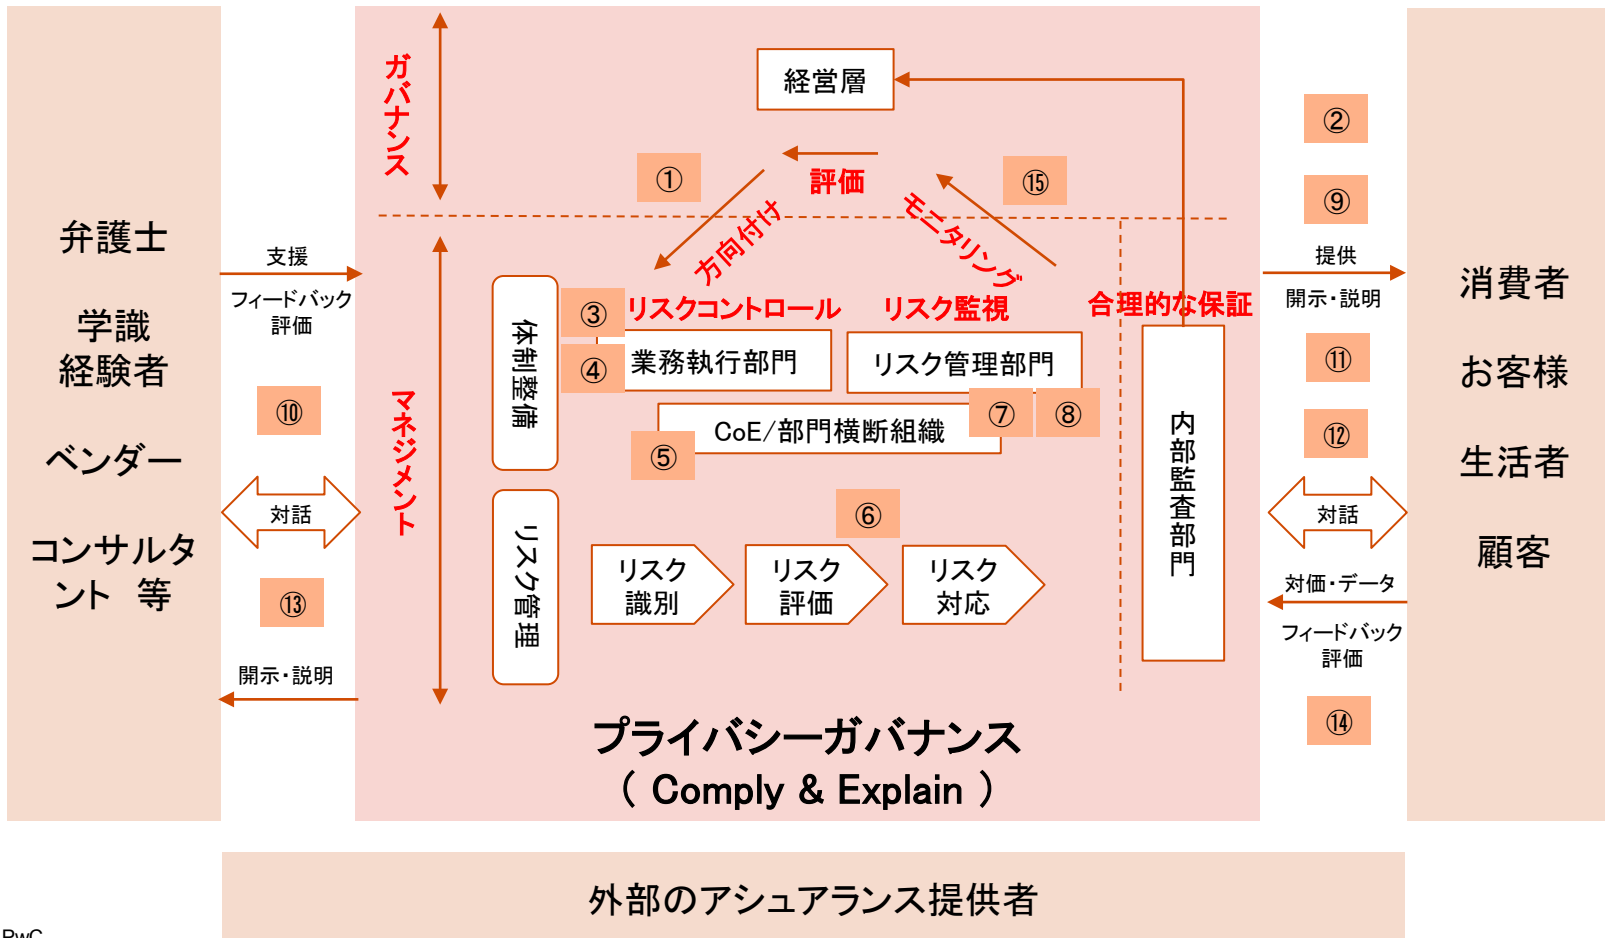 弁護士
学識
経験者
ベンダー
コンサルタ
ント 等
支援
フィードバック
評価
⑩
対話
⑬
開示・説明
ガバナンス
マネジメント
経営層
①
評価
⑮
方向付け
モニタリング
体制整備
③
リスクコントロール
リスク監視
合理的な保証
④
業務執行部門
リスク管理部門
⑦
⑧
CoE/部門横断組織
⑤
内部監査部門
⑥
リスク管理
リスク
識別
リスク
評価
リスク
対応
プライバシーガバナンス
( Comply & Explain )
②
⑨
提供
開示・説明
⑪
⑫
対話
対価・データ
フィードバック
評価
⑭
消費者
お客様
生活者
顧客
外部のアシュアランス提供者
PwC